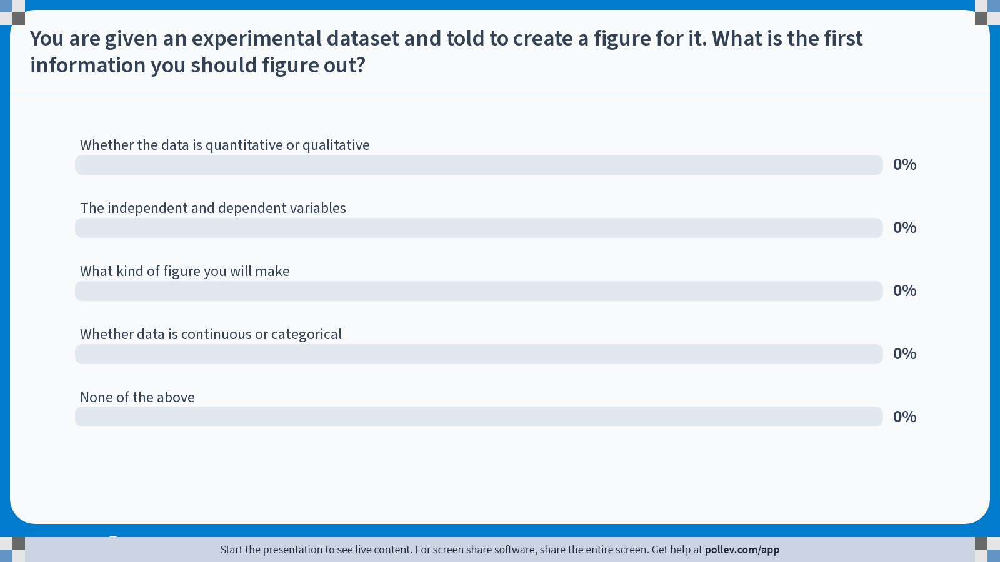 You are given an experimental dataset and told to create a figure for it. What is the first
information you should figure out?
Whether the data is quantitative or qualitative
0%
The independent and dependent variables
0%
What kind of figure you will make
0%
Whether data is continuous or categorical
0%
None of the above
0%
Start the presentation to see live content. For screen share software, share the entire screen. Get help at pollev.com/app